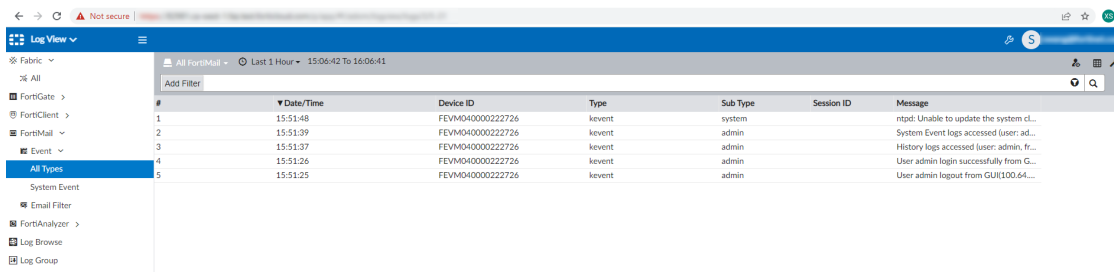 Not secure
XS
Log View
S
Fabric
All
FortiGate
FortiClient
FortiMail
Event
All Types
System Event
Email Filter
FortiAnalyzer
Log Browse
Log Group
All FortiMail Last 1 Hour 15:06:42 To 16:06:41
Add Filter
# Date/Time Device ID Type Sub Type Session ID Message
1 15:51:48 FEVM040000222726 kevent system ntpd: Unable to update the system cl...
2 15:51:39 FEVM040000222726 kevent admin System Event logs accessed (user: ad...
3 15:51:37 FEVM040000222726 kevent admin History logs accessed (user: admin, fr...
4 15:51:26 FEVM040000222726 kevent admin User admin login successfully from G...
5 15:51:25 FEVM040000222726 kevent admin User admin logout from GUI(100.64....